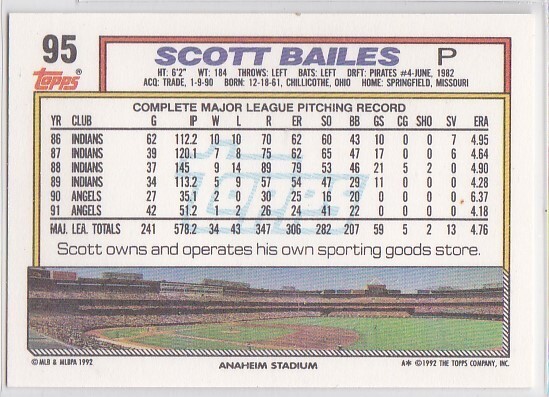 95
Topps®
SCOTT BAILES P
HT: 6'2" WT: 184 THROWS: LEFT BATS: LEFT DRFT: PIRATES #4-JUNE, 1982
ACQ: TRADE, 1-9-90 BORN: 12-18-61, CHILLICOTHE, OHIO HOME: SPRINGFIELD, MISSOURI
COMPLETE MAJOR LEAGUE PITCHING RECORD
YR CLUB G IP W L R ER SO BB GS CG SHO SV ERA
86 INDIANS 62 112.2 10 10 70 62 60 43 10 0 0 7 4.95
87 INDIANS 39 120.1 7 8 75 62 65 47 17 0 0 6 4.64
88 INDIANS 37 145 9 14 89 79 53 46 21 5 2 0 4.90
89 INDIANS 34 113.2 5 9 57 54 47 29 11 0 0 0 4.28
90 ANGELS 27 35.1 2 0 30 25 16 20 0 0 0 0 6.37
91 ANGELS 42 51.2 1 2 26 24 41 22 0 0 0 0 4.18
MAJ. LEA. TOTALS 241 578.2 34 43 347 306 282 207 59 5 2 13 4.76
Scott owns and operates his own sporting goods store.
© MLB & MLBPA 1992
ANAHEIM STADIUM
A* © 1992 THE TOPPS COMPANY, INC.